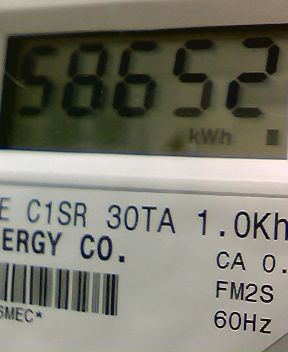 58652
kWh
E C1SR 30TA 1.0Kh
ERGY CO.
CA 0.
FM2S
60Hz
SMEC*